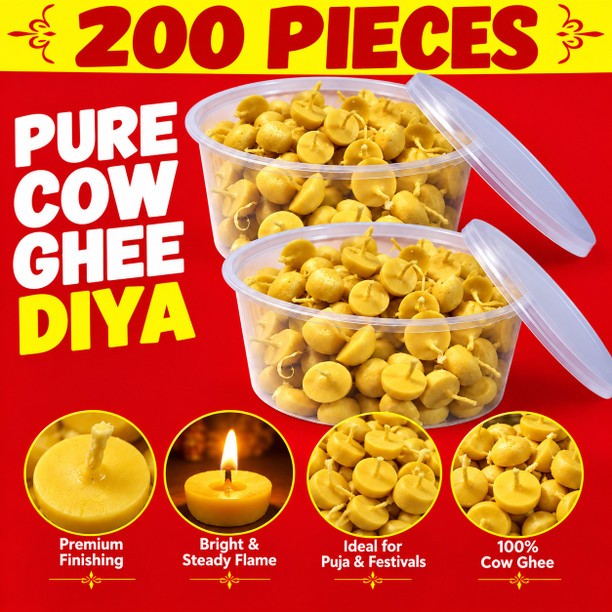 200 PIECES
PURE
COW
GHEE
DIYA
Premium
Finishing
Bright &
Steady Flame
Ideal for
Puja & Festivals
100%
Cow Ghee